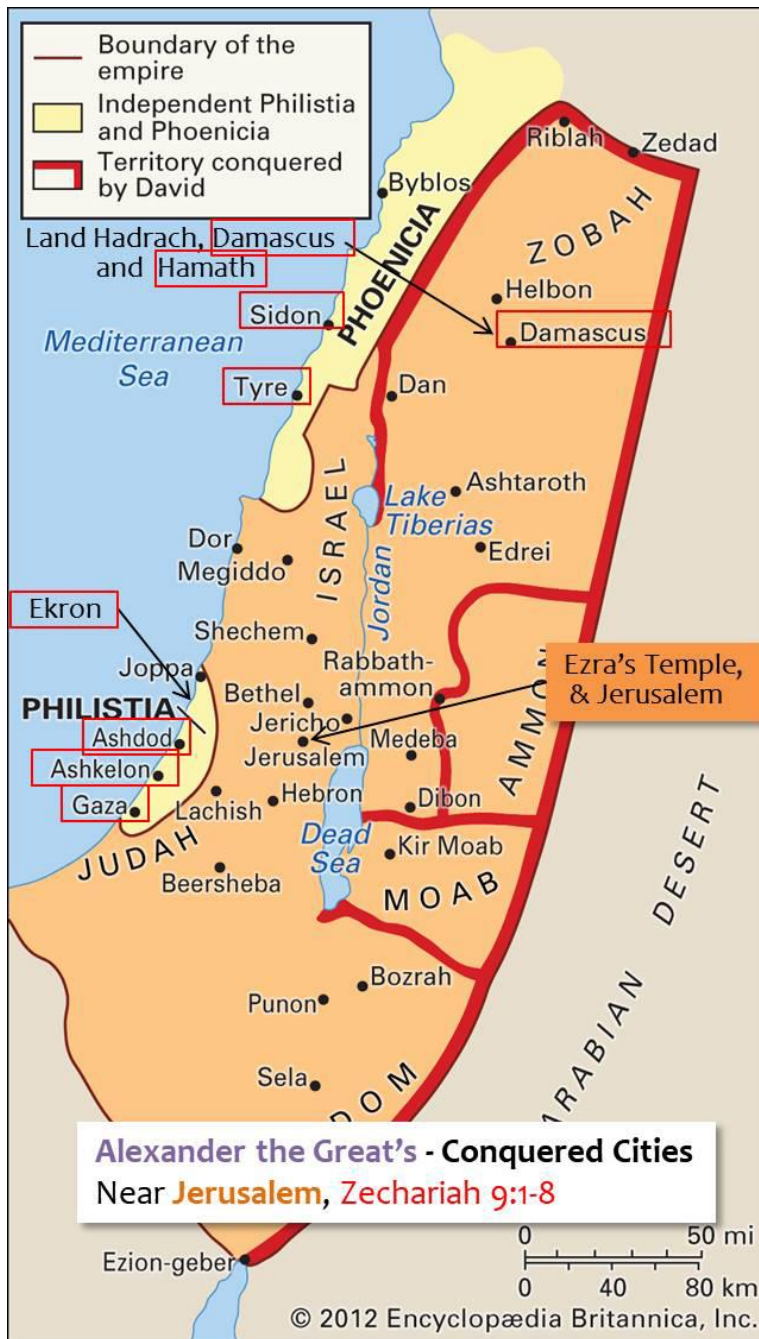 Boundary of the
empire
Independent Philistia
and Phoenicia
Territory conquered
by David
Riblah
Zedad
Byblos
Land Hadrach, Damascus
and Hamath
ZOBAH
PHOENICIA
Helbon
Sidon
Damascus
Mediterranean
Sea
Tyre
Dan
ISRAEL
Ashtaroth
Lake
Tiberias
Dor
Edrei
Megiddo
Jordan
Ekron
Shechem
Joppa
Rabbath-
ammon
Ezra's Temple,
& Jerusalem
AMMON
PHILISTIA
Bethel
Jericho
Ashdod
Jerusalem
Medeba
Ashkelon
Gaza
Lachish
Hebron
Dibon
JUDAH
Dead
Sea
Kir Moab
Beersheba
MOAB
ARABIAN DESERT
Bozrah
Punon
Sela
DOM
Alexander the Great's - Conquered Cities
Near Jerusalem, Zechariah 9:1-8
0 50 mi
Ezion-geber
0 40 80 km
© 2012 Encyclopædia Britannica, Inc.